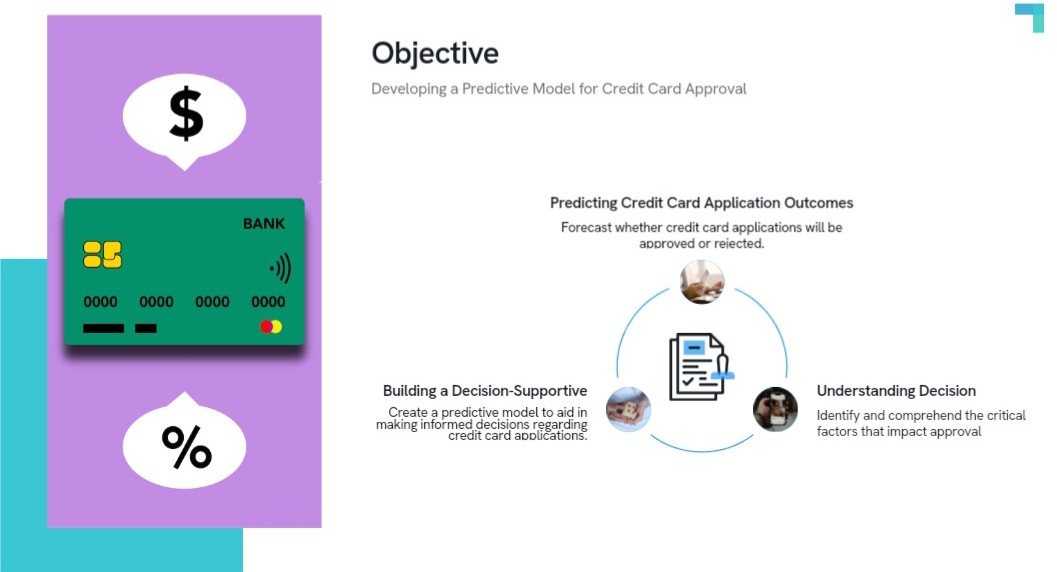 $
BANK
0000 0000 0000 0000
%
Objective
Developing a Predictive Model for Credit Card Approval
Predicting Credit Card Application Outcomes
Forecast whether credit card applications will be
approved or rejected.
Building a Decision-Supportive
Create a predictive model to aid in
making informed decisions regarding
credit card applications.
Understanding Decision
Identify and comprehend the critical
factors that impact approval